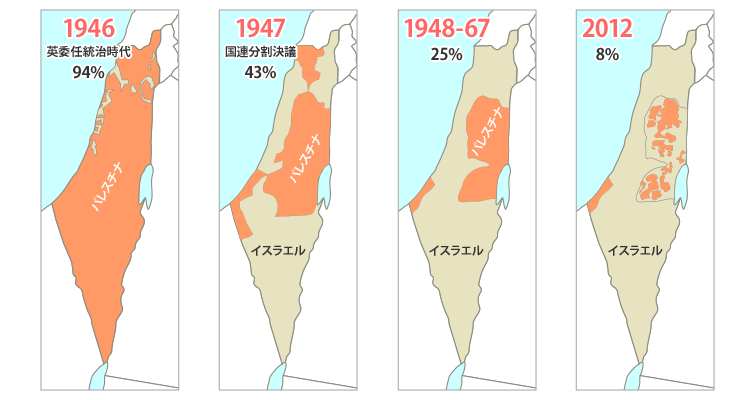 1946
英委任統治時代
94%
パレスチナ
1947
国連分割決議
43%
パレスチナ
イスラエル
1948-67
25%
パレスチナ
イスラエル
2012
8%
イスラエル